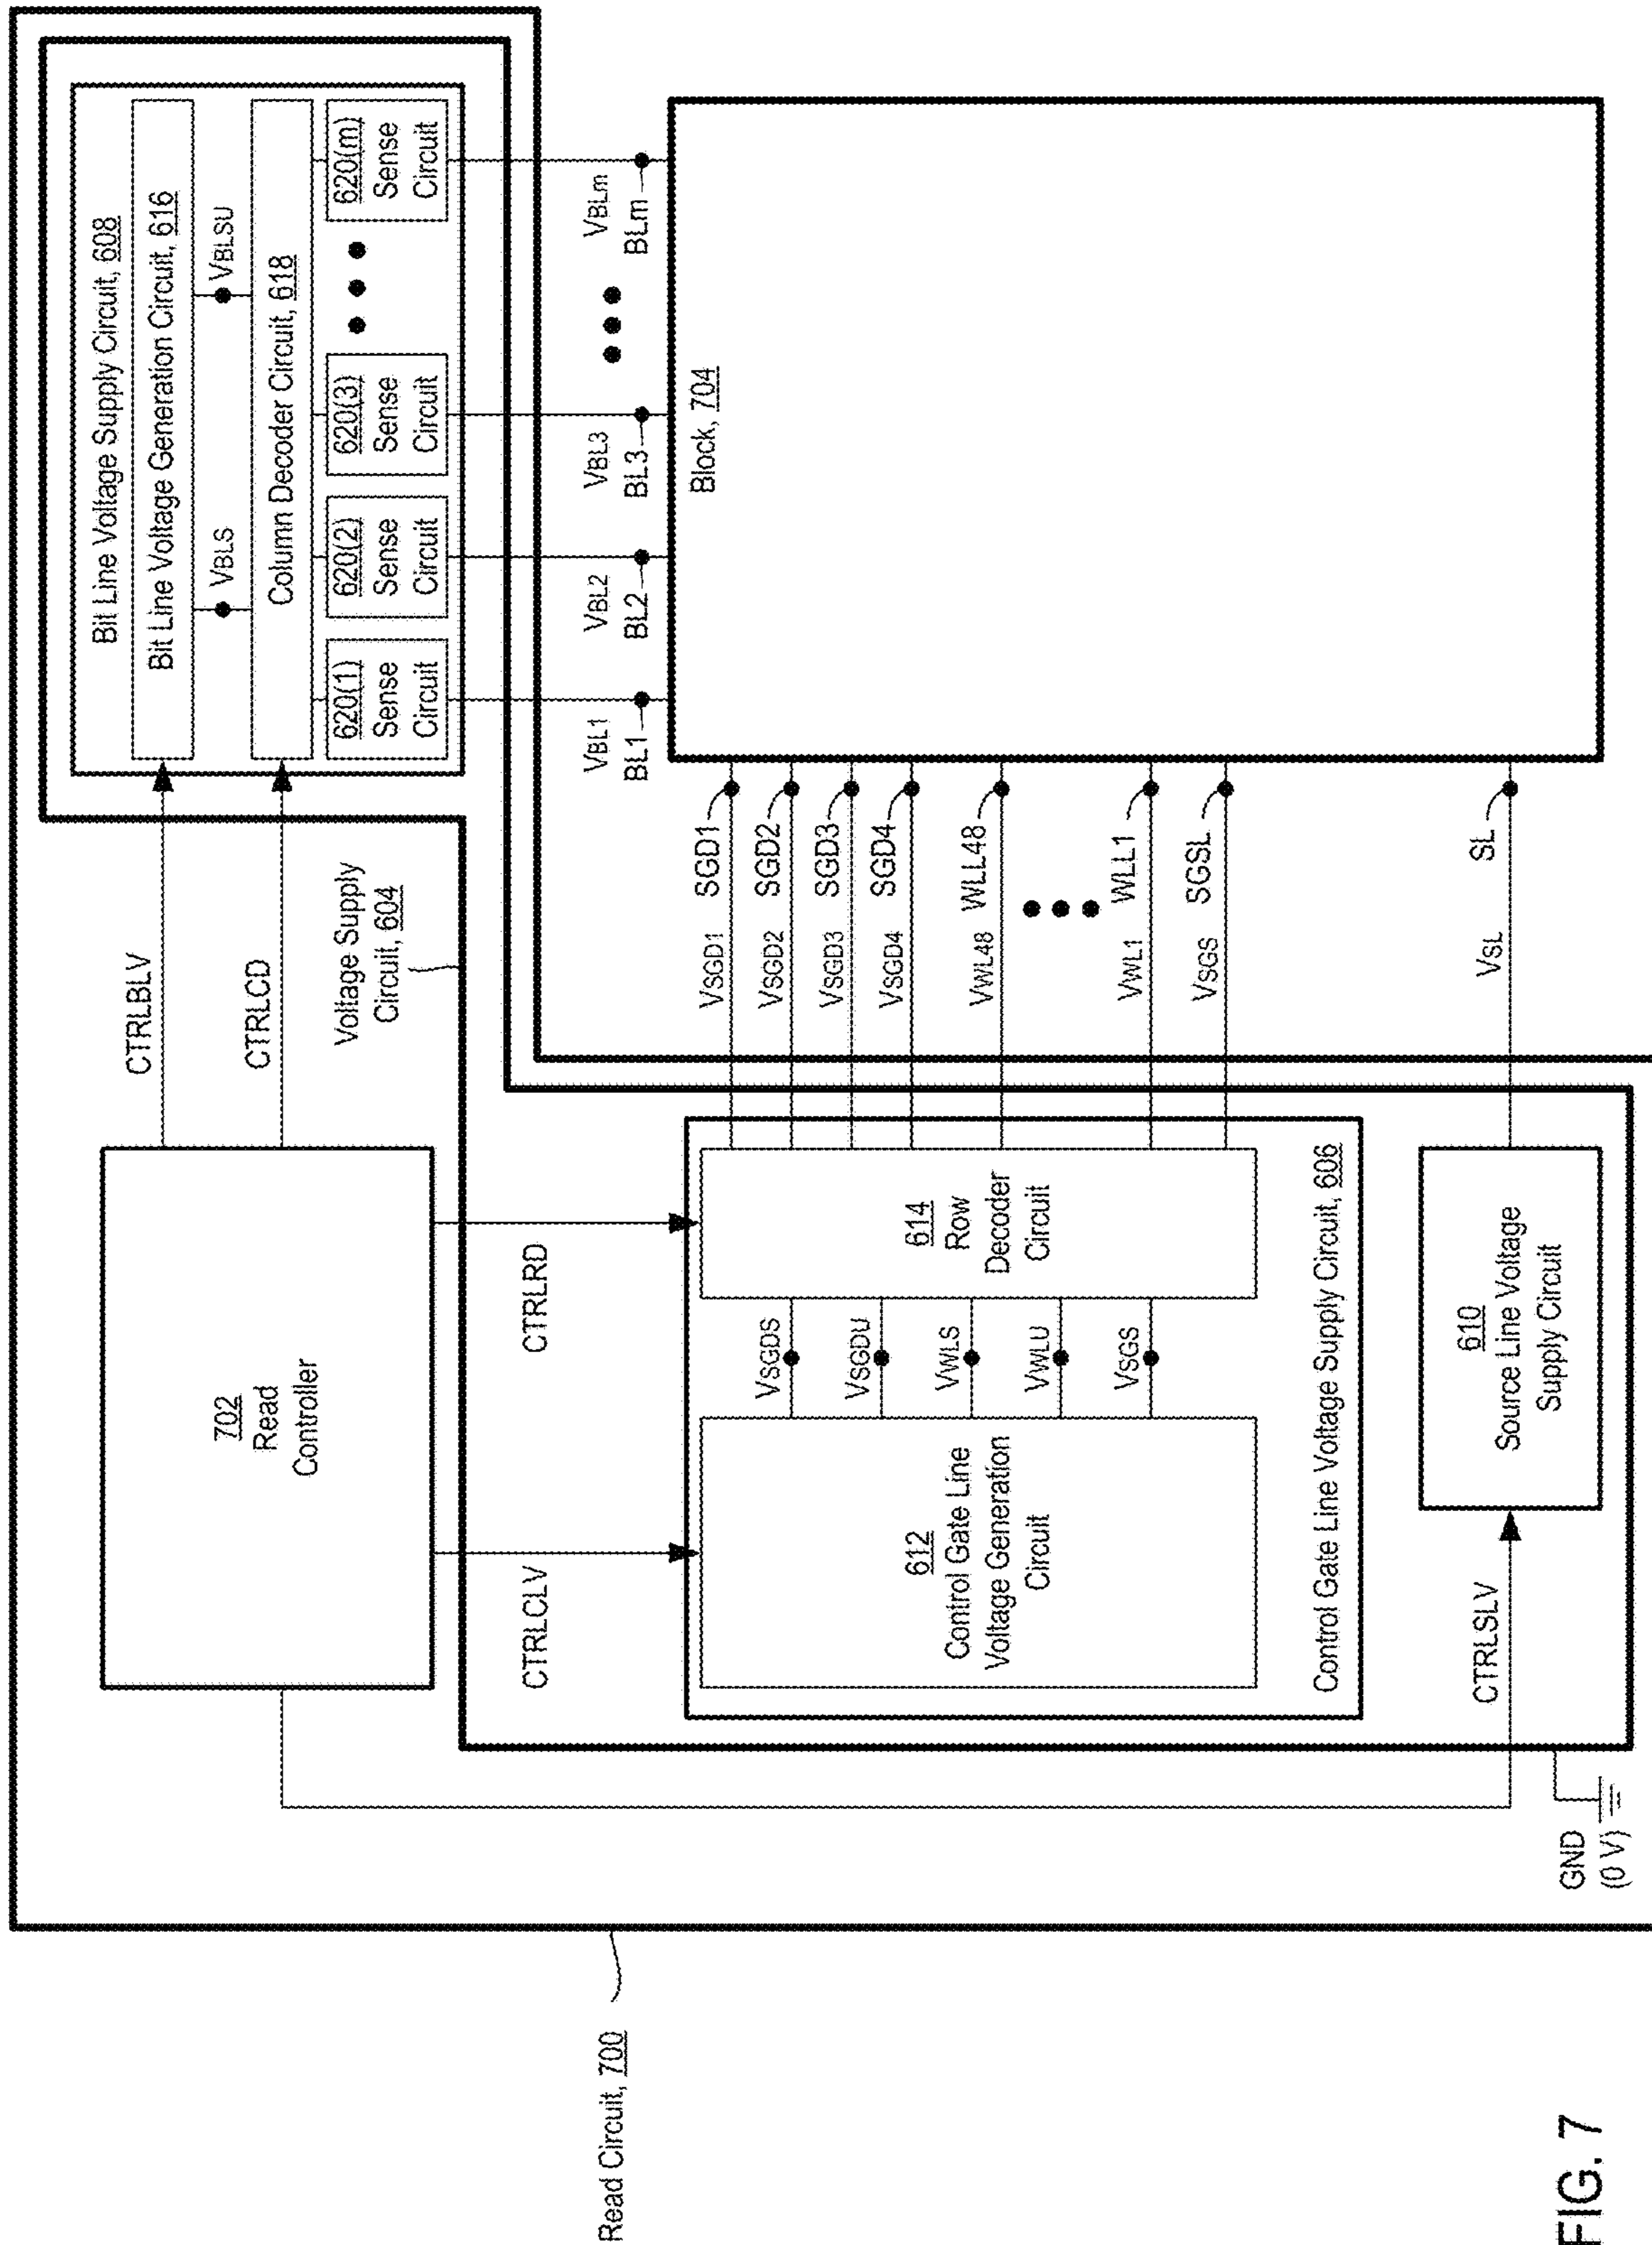 Read Circuit, 700
702
Read
Controller
CTRLBLV
CTRLCD
Voltage Supply
Circuit, 604
Bit Line Voltage Supply Circuit, 608
Bit Line Voltage Generation Circuit, 616
VBLS
VBLSU
Column Decoder Circuit, 618
620(1)
Sense
Circuit
620(2)
Sense
Circuit
620(3)
Sense
Circuit
620(m)
Sense
Circuit
CTRLCLV
CTRLRD
VBL1
BL1
VBL2
BL2
VBL3
BL3
VBLm
BLm
Block, 704
612
Control Gate Line
Voltage Generation
Circuit
VSGDS
VSGDU
VWLS
VWLU
VSGS
614
Row
Decoder
Circuit
Control Gate Line Voltage Supply Circuit, 606
VSGD1
SGD1
VSGD2
SGD2
VSGD3
SGD3
VSGD4
SGD4
VWL48
WLL48
VWL1
WLL1
VSGS
SGSL
CTRLSLV
610
Source Line Voltage
Supply Circuit
VSL
SL
GND
(0 V)
FIG. 7